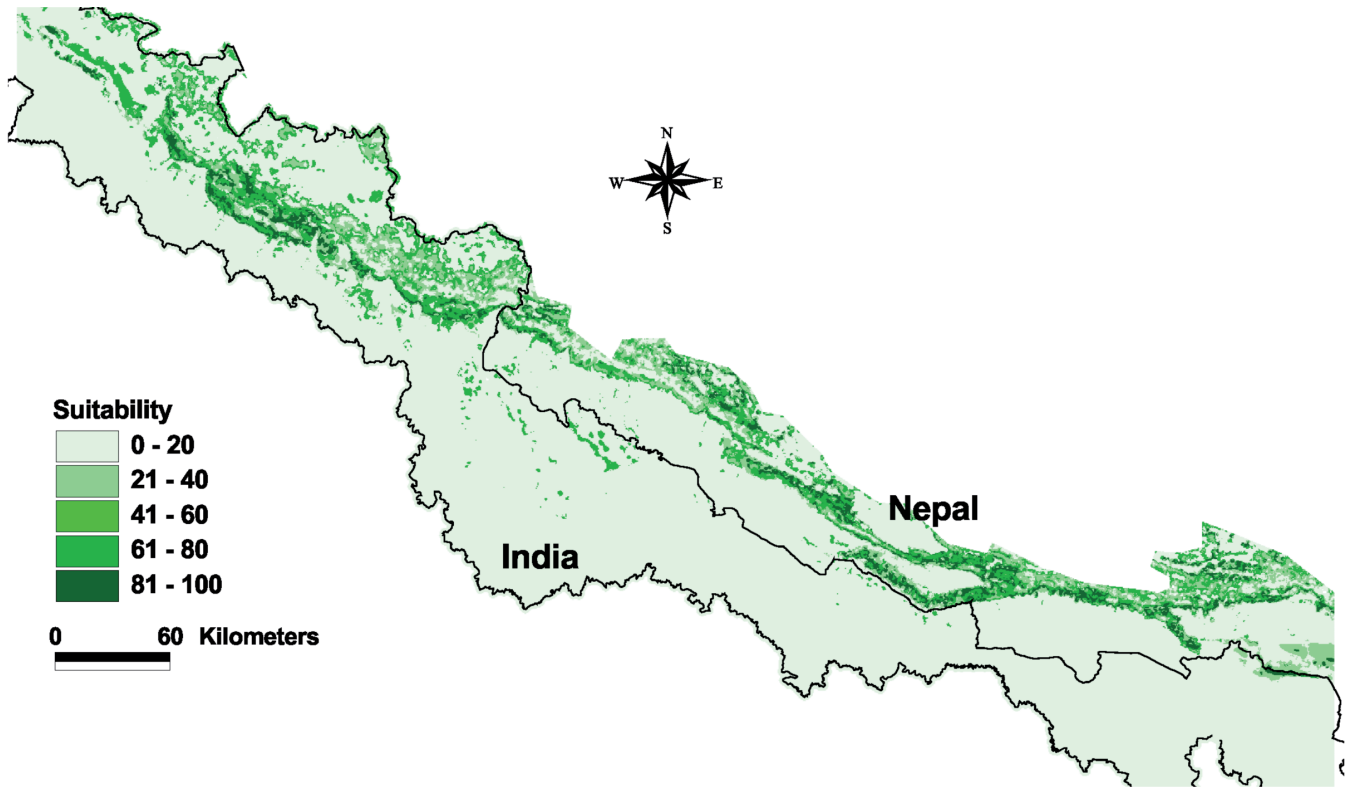 N
W E
S
Suitability
0 - 20
21 - 40
41 - 60
61 - 80
81 - 100
0 60 Kilometers
Nepal
India